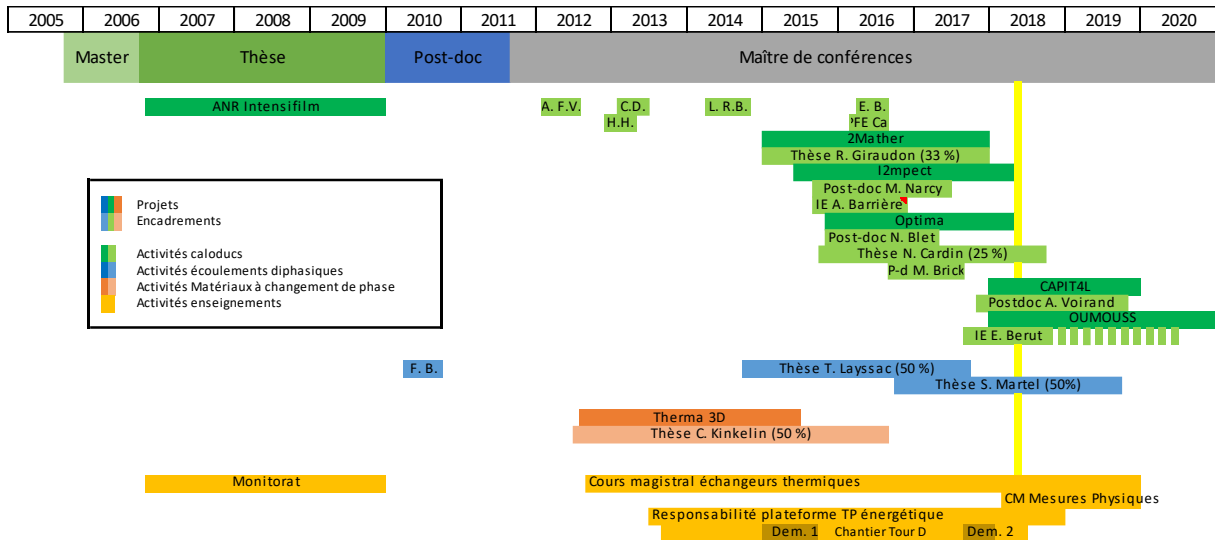 2005 2006 2007 2008 2009 2010 2011 2012 2013 2014 2015 2016 2017 2018 2019 2020
Master Thèse Post-doc Maître de conférences
ANR Intensifilm A. F.V. C.D. L. R.B. E. B.
H.H. PFE Ca
2Mather
Thèse R. Giraudon (33 %)
I2mpect
Post-doc M. Narcy
IE A. Barrière
Optima
Post-doc N. Blet
Thèse N. Cardin (25 %)
P-d M. Brick
CAPIT4L
Postdoc A. Voirand
OUMOUSS
IE E. Berut
Projets
Encadrements
Activités caloducs
Activités écoulements diphasiques
Activités Matériaux à changement de phase
Activités enseignements
F. B. Thèse T. Layssac (50 %)
Thèse S. Martel (50%)
Therma 3D
Thèse C. Kinkelin (50 %)
Monitorat Cours magistral échangeurs thermiques
CM Mesures Physiques
Responsabilité plateforme TP énergétique
Dem. 1 Chantier Tour D Dem. 2